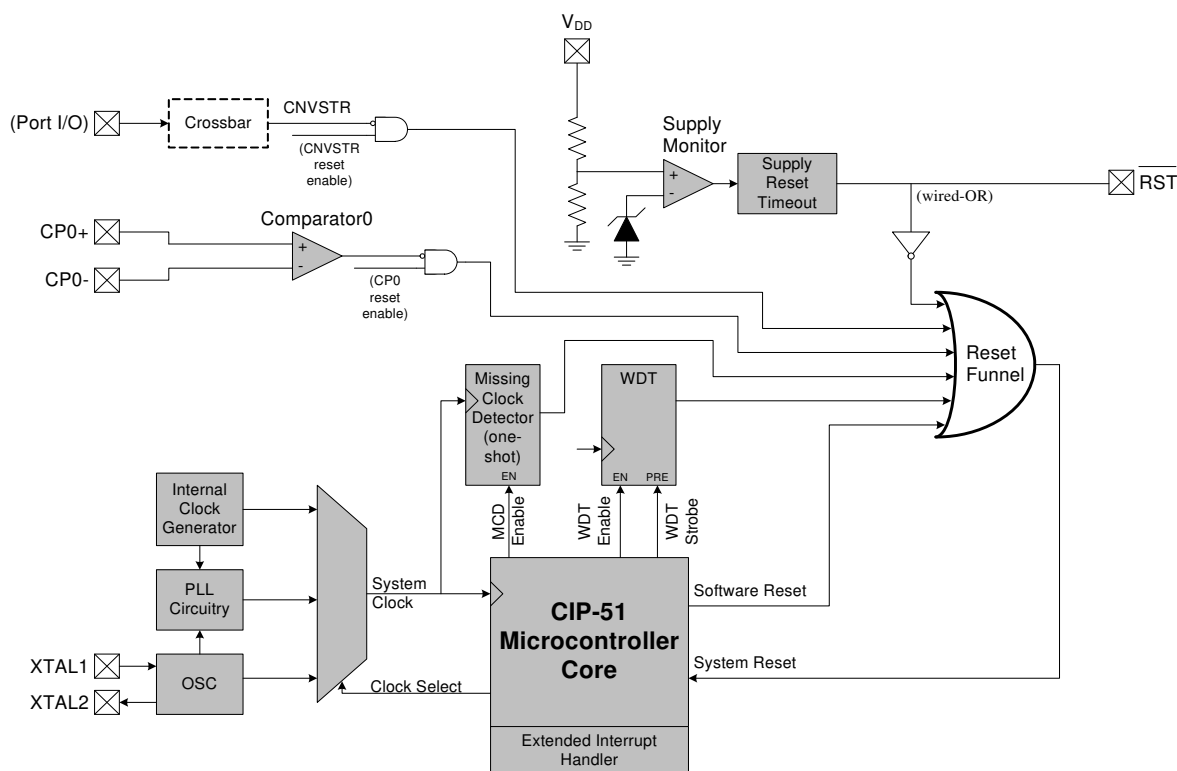 VDD
(Port I/O)
Crossbar
CNVSTR
(CNVSTR
reset
enable)
Supply
Monitor
+
-
Supply
Reset
Timeout
(wired-OR)
RST
CP0+
CP0-
Comparator0
+
-
(CP0
reset
enable)
Reset
Funnel
Missing
Clock
Detector
(one-
shot)
EN
WDT
EN
PRE
MCD
Enable
WDT
Enable
WDT
Strobe
Internal
Clock
Generator
PLL
Circuitry
OSC
XTAL1
XTAL2
System
Clock
Clock Select
CIP-51
Microcontroller
Core
Software Reset
System Reset
Extended Interrupt
Handler